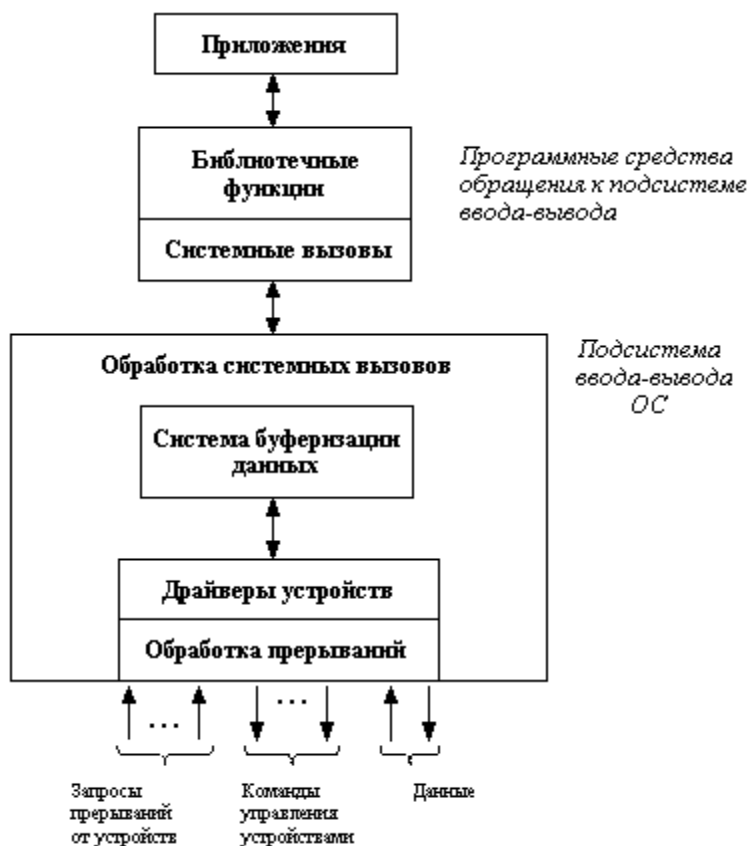 Приложения
Библиотечные
функции
Системные вызовы
Программные средства
обращения к подсистеме
ввода-вывода
Обработка системных вызовов
Подсистема
ввода-вывода
ОС
Система буферизации
данных
Драйверы устройств
Обработка прерываний
... ...
Запросы
прерываний
от устройств
Команды
управления
устройствами
Данные